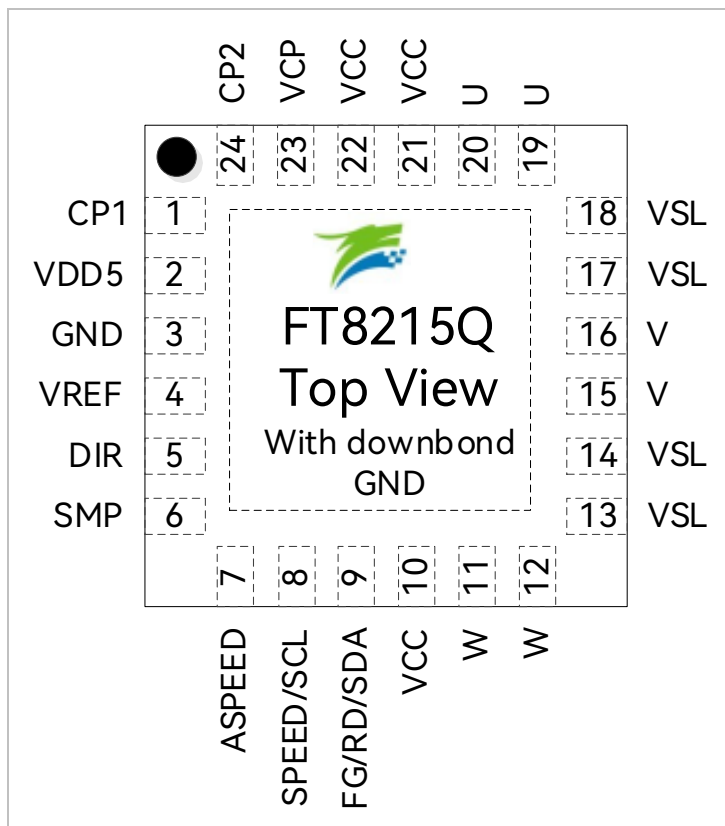 CP2 VCP VCC VCC U U
24 23 22 21 20 19
CP1 1
VDD5 2
GND 3
VREF 4
DIR 5
SMP 6
FT8215Q
Top View
With downbond
GND
18 VSL
17 VSL
16 V
15 V
14 VSL
13 VSL
7 8 9 10 11 12
ASPEED SPEED/SCL FG/RD/SDA VCC W W